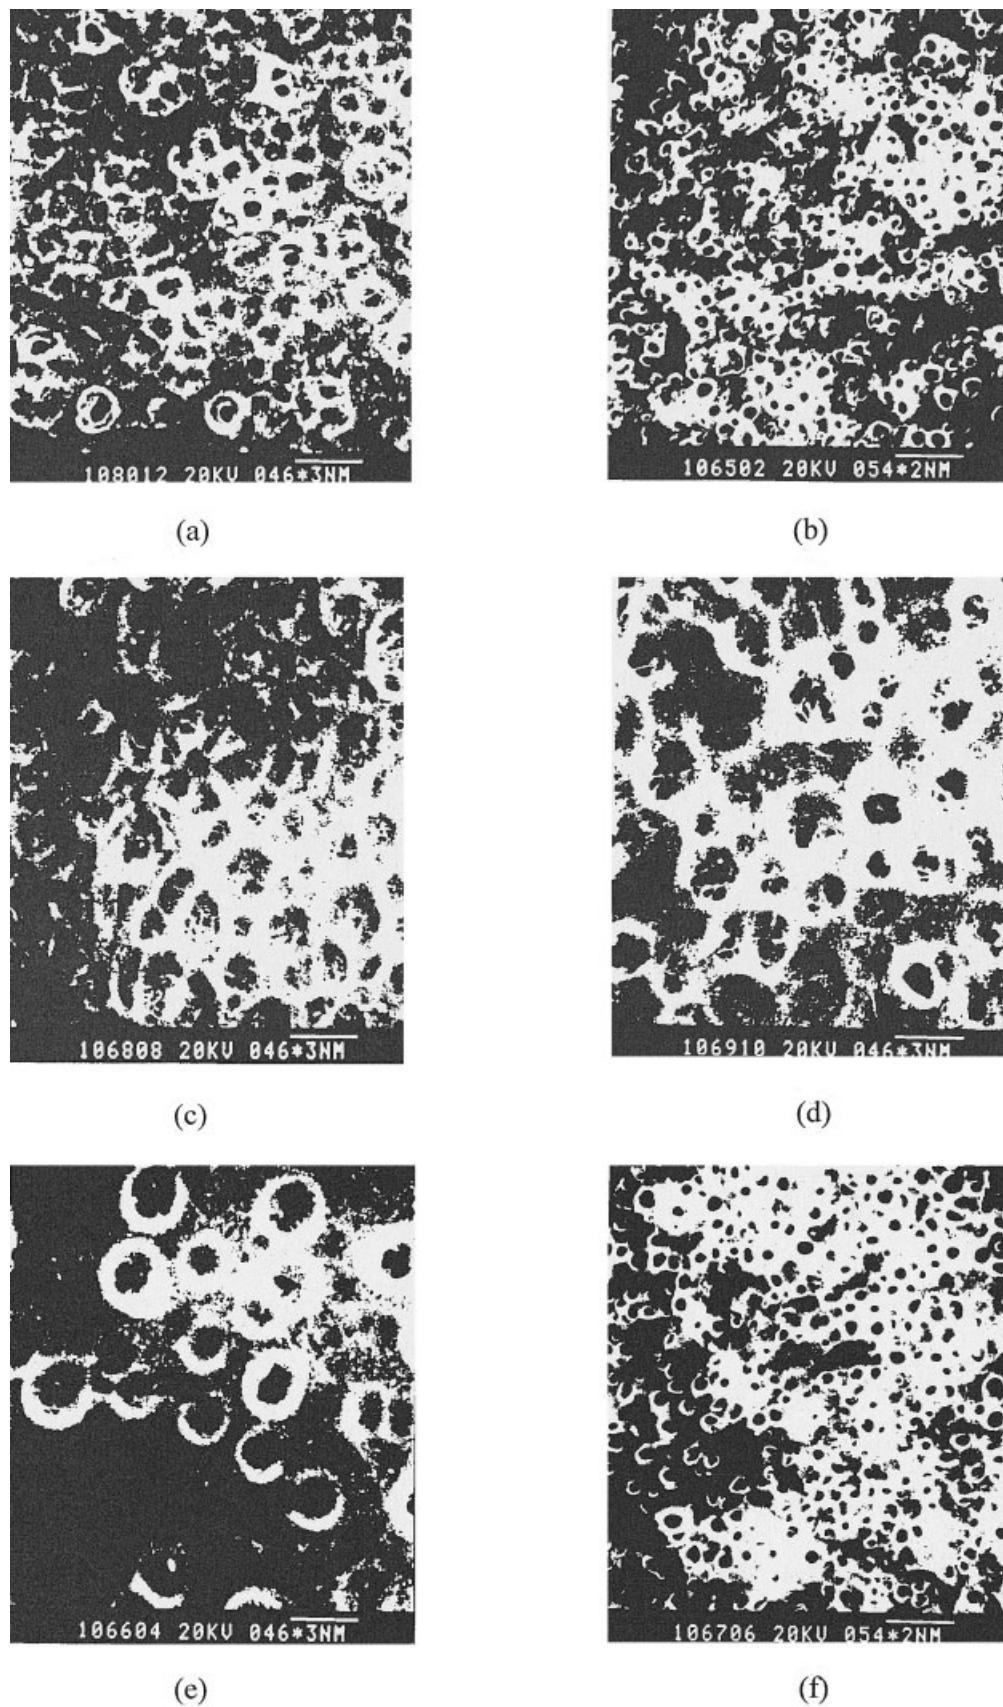 108012 20KV 046*3NM
106502 20KV 054*2NM
(a)
(b)
106808 20KV 046*3NM
106910 20KV 046*3NM
(c)
(d)
106604 20KV 046*3NM
106706 20KV 054*2NM
(e)
(f)